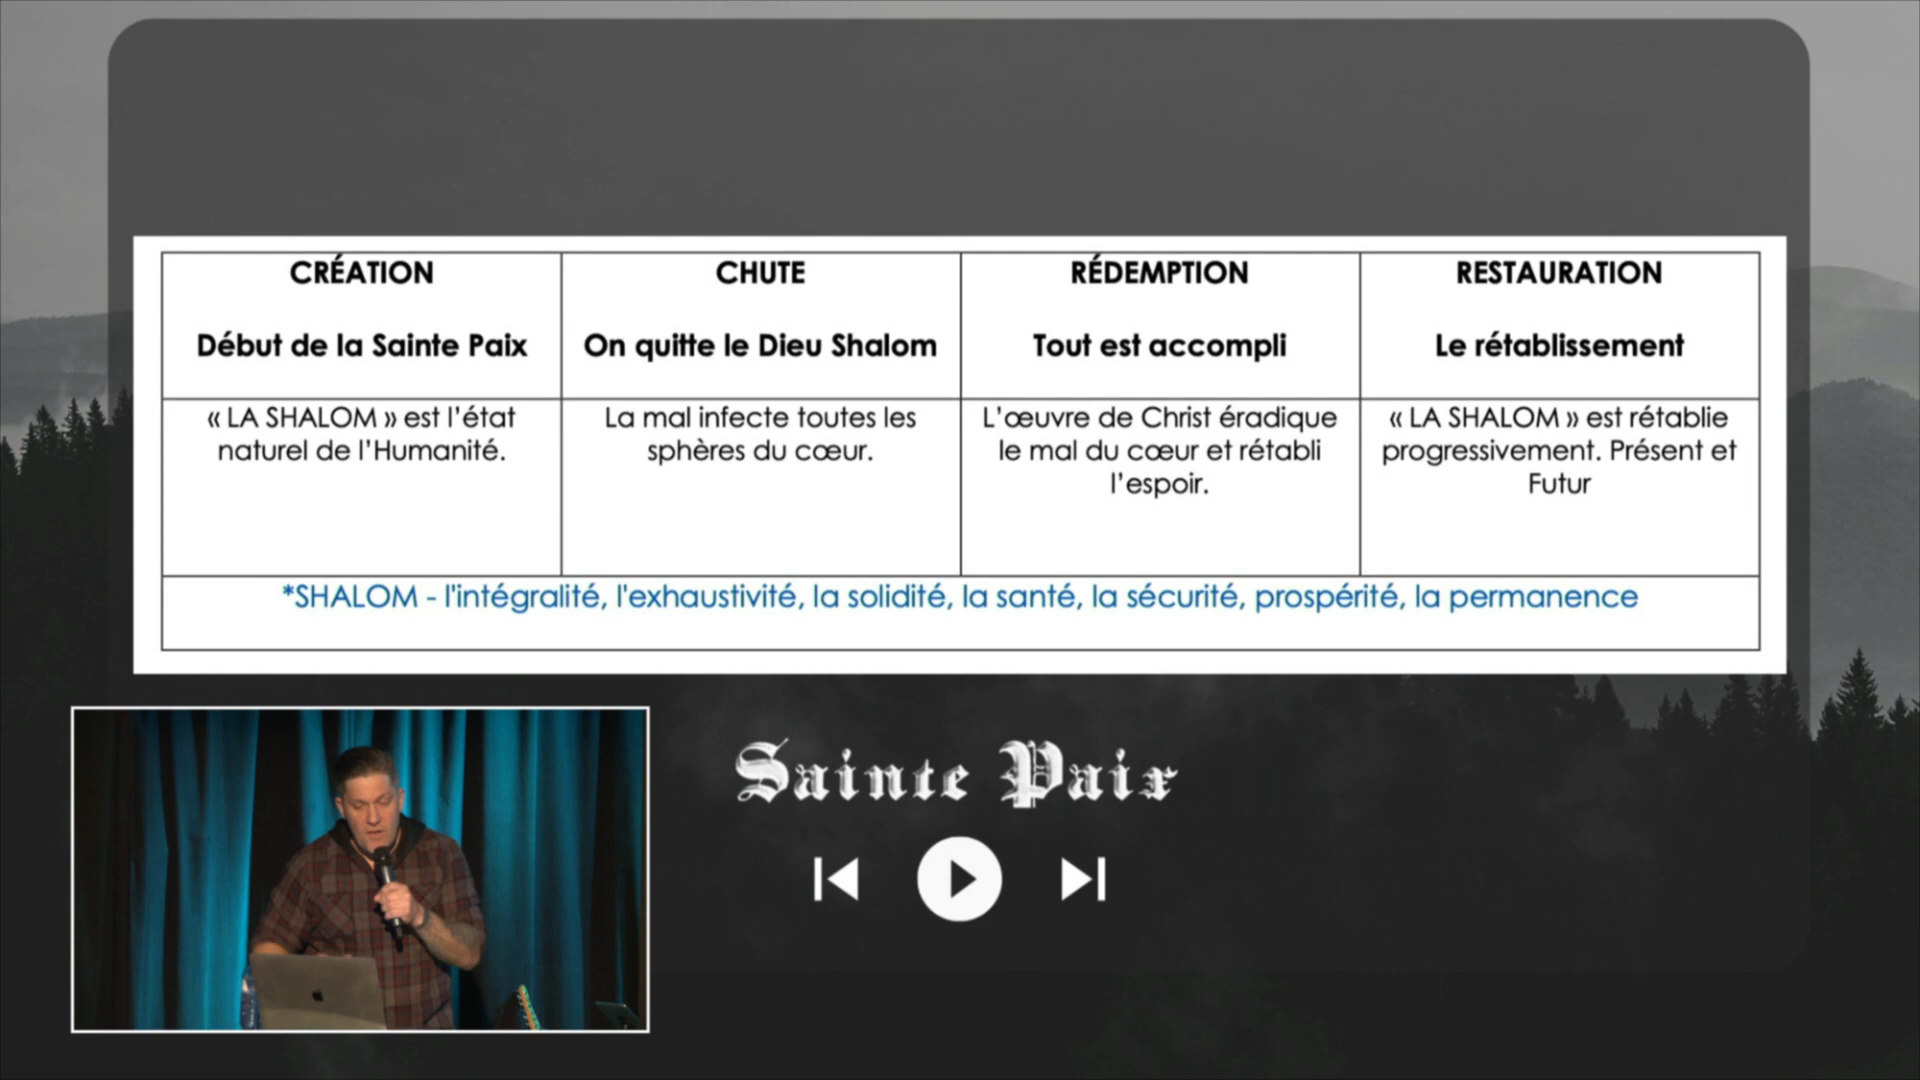 CRÉATION
Début de la Sainte Paix
CHUTE
On quitte le Dieu Shalom
RÉDEMPTION
Tout est accompli
RESTAURATION
Le rétablissement
« LA SHALOM » est l’état
naturel de l’Humanité.
La mal infecte toutes les
sphères du cœur.
L’œuvre de Christ éradique
le mal du cœur et rétabli
l’espoir.
« LA SHALOM » est rétablie
progressivement. Présent et
Futur
*SHALOM - l'intégralité, l'exhaustivité, la solidité, la santé, la sécurité, prospérité, la permanence
Sainte Paix